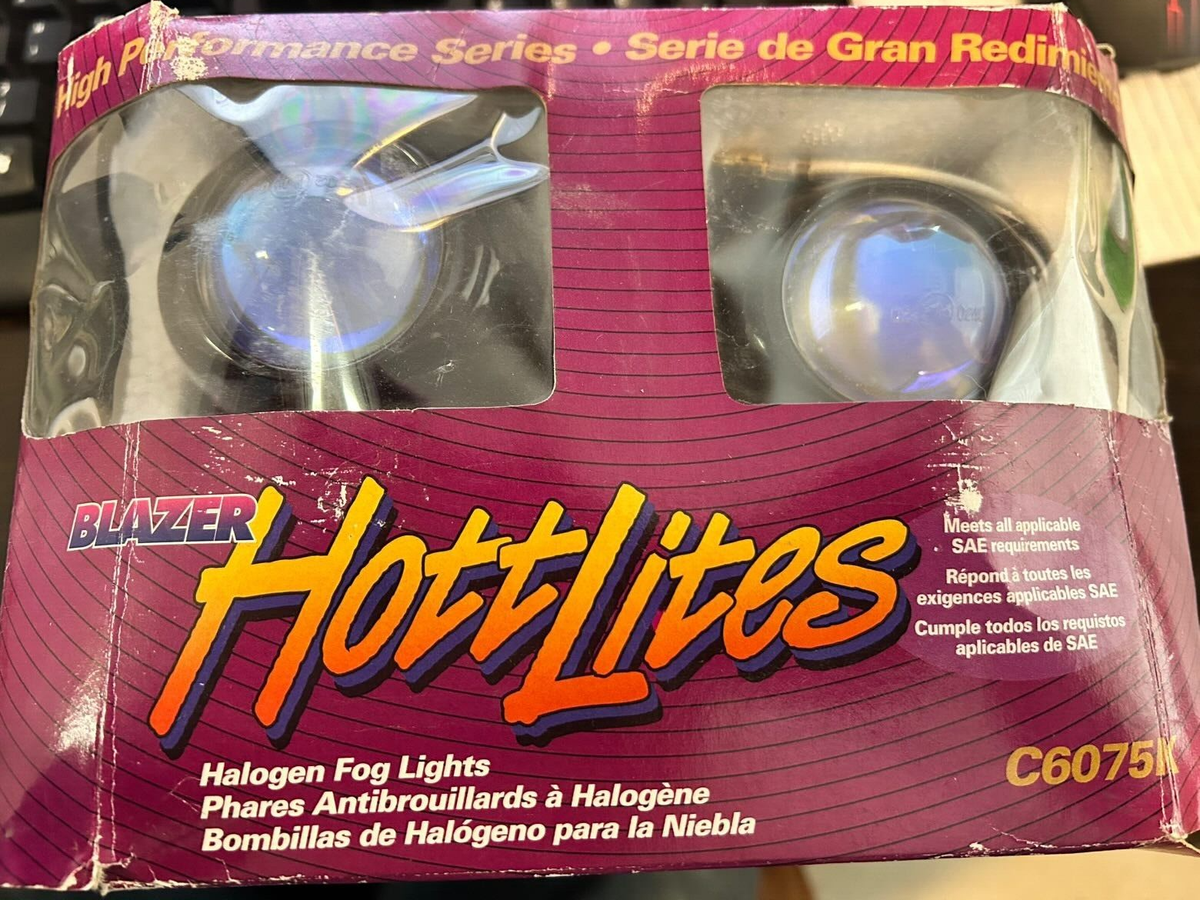 High Performance Series • Serie de Gran
BLAZER
HottLites
Meets all applicable
SAE requirements
Répond à toutes les
exigences applicables SAE
Cumple todos los requistos
aplicables de SAE
C6075K
Halogen Fog Lights
Phares Antibrouillards à Halogène
Bombillas de Halógeno para la Niebla